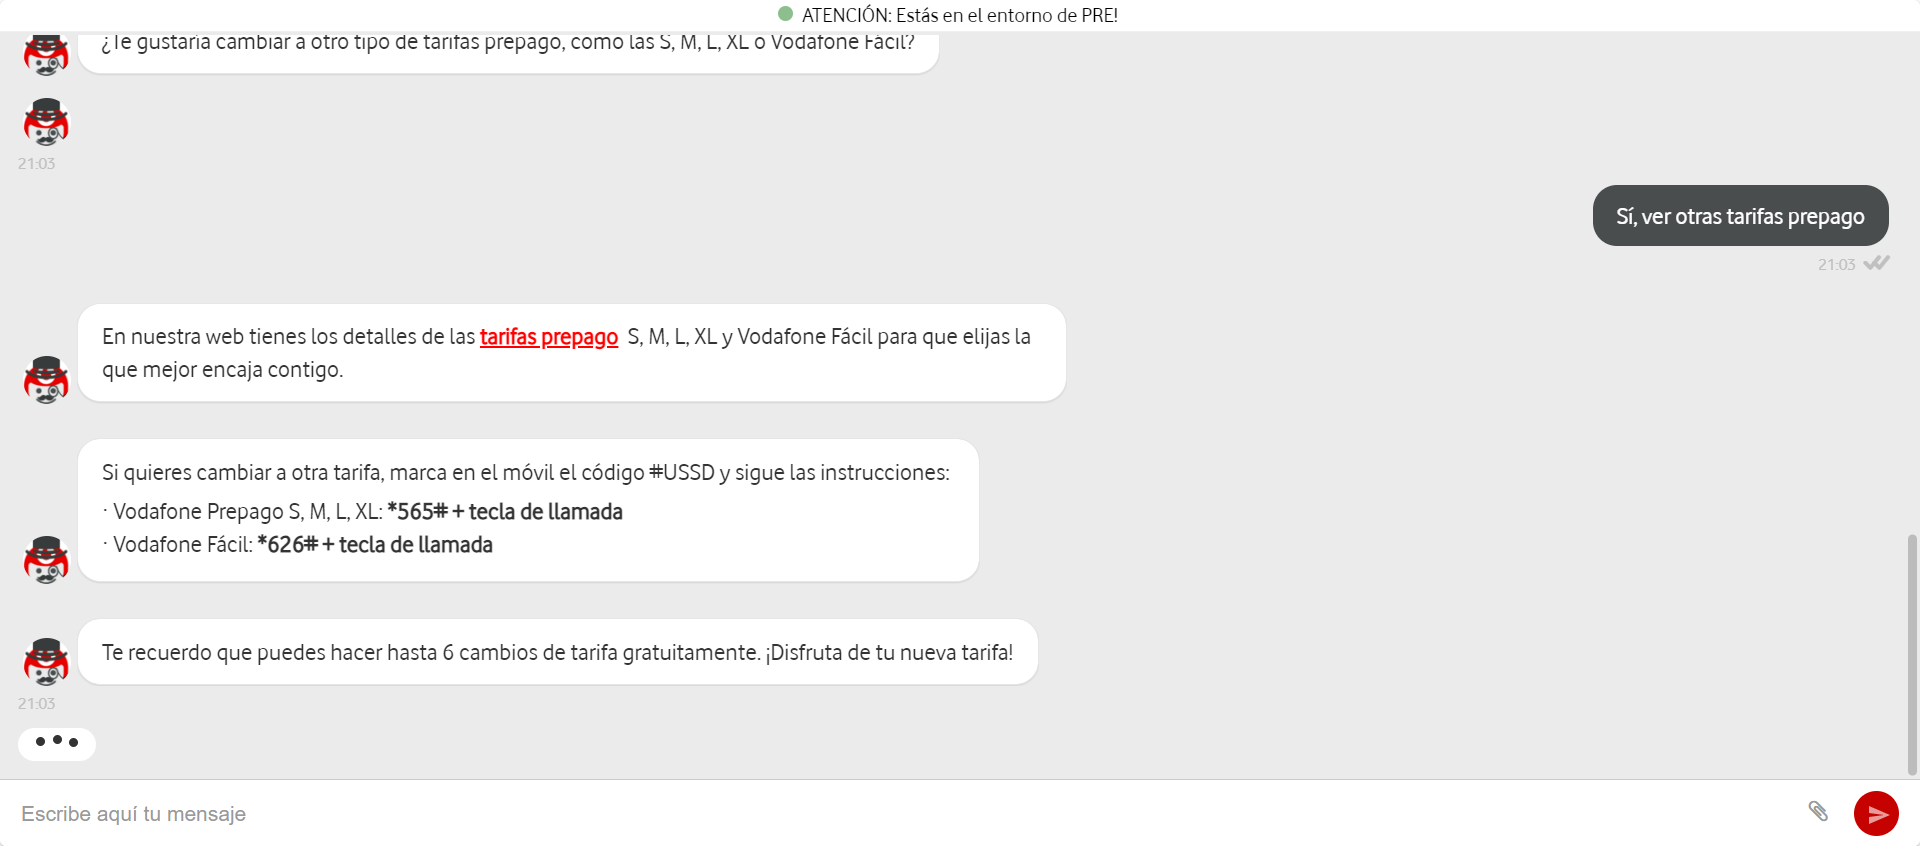 ATENCIÓN: Estás en el entorno de PRE!
¿Te gustaría cambiar a otro tipo de tarifas prepago, como las S, M, L, XL o Vodafone Fácil?
21:03
Sí, ver otras tarifas prepago
21:03
En nuestra web tienes los detalles de las tarifas prepago S, M, L, XL y Vodafone Fácil para que elijas la
que mejor encaja contigo.
Si quieres cambiar a otra tarifa, marca en el móvil el código #USSD y sigue las instrucciones:
· Vodafone Prepago S, M, L, XL: *565# + tecla de llamada
· Vodafone Fácil: *626# + tecla de llamada
Te recuerdo que puedes hacer hasta 6 cambios de tarifa gratuitamente. ¡Disfruta de tu nueva tarifa!
21:03
Escribe aquí tu mensaje